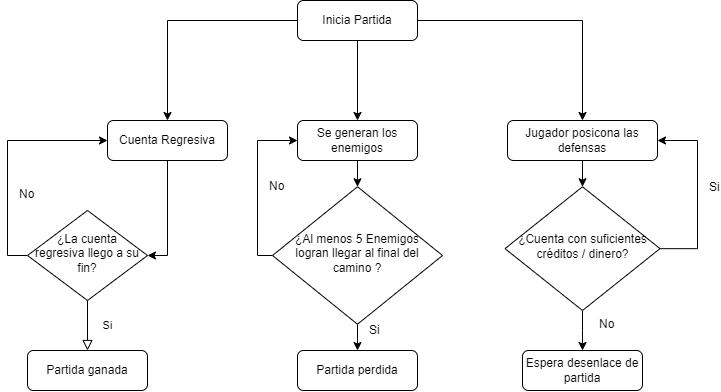 Inicia Partida
Cuenta Regresiva
Se generan los
enemigos
Jugador posicona las
defensas
No
No
Si
¿La cuenta
regresiva llego a su
fin?
¿Al menos 5 Enemigos
logran llegar al final del
camino ?
¿Cuenta con suficientes
créditos / dinero?
Si
Si
No
Partida ganada
Partida perdida
Espera desenlace de
partida